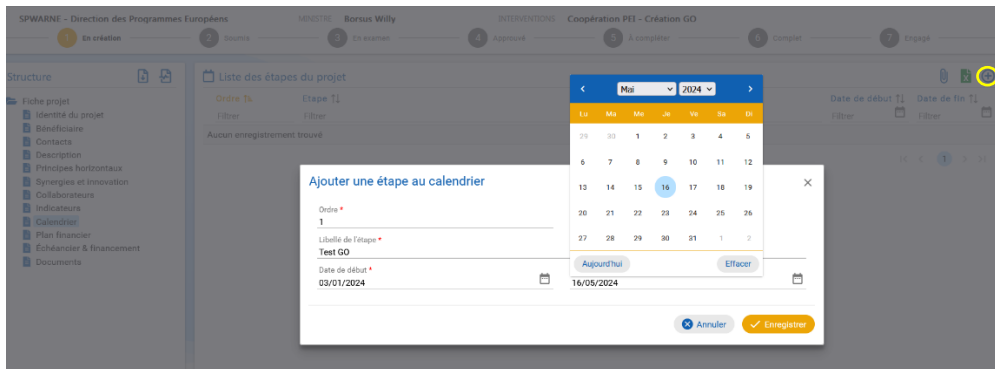 SPWARNE - Direction des Programmes Européens MINISTRE Borsus Willy INTERVENTIONS Coopération PEI - Création GO
1 En création 2 Soumis 3 En examen 4 Approuvé 5 A compléter 6 Complet 7 Engagé
Structure
Fiche projet
Identité du projet
Bénéficiaire
Contacts
Description
Principes horizontaux
Synergies et innovation
Collaborateurs
Indicateurs
Calendrier
Plan financier
Échéancier & financement
Documents
Liste des étapes du projet
Ordre Etape Date de début Date de fin
Filtrer Filtrer Filtrer Filtrer
Aucun enregistrement trouvé
1
Mai 2024
Lu Ma Me Je Ve Sa Di
29 30 1 2 3 4 5
6 7 8 9 10 11 12
13 14 15 16 17 18 19
20 21 22 23 24 25 26
27 28 29 30 31 1 2
Aujourd'hui Effacer
Ajouter une étape au calendrier
Ordre *
1
Libellé de l'étape *
Test GO
Date de début *
03/01/2024 16/05/2024
Annuler Enregistrer